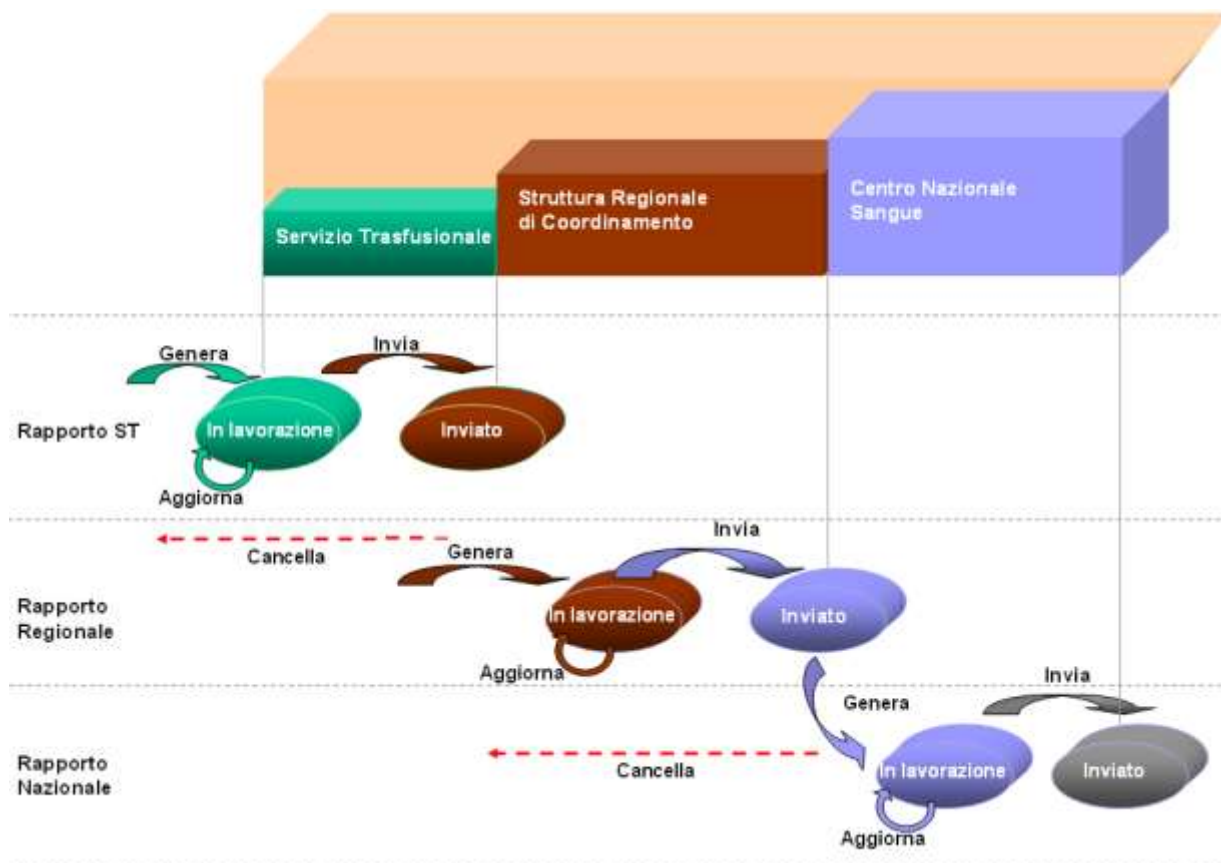 Servizio Trasfusionale
Struttura Regionale
di Coordinamento
Centro Nazionale
Sangue
Genera
Invia
Rapporto ST
In lavorazione
Inviato
Aggiorna
Cancella
Genera
Invia
Rapporto
Regionale
In lavorazione
Inviato
Aggiorna
Genera
Invia
Rapporto
Nazionale
Cancella
In lavorazione
Inviato
Aggiorna